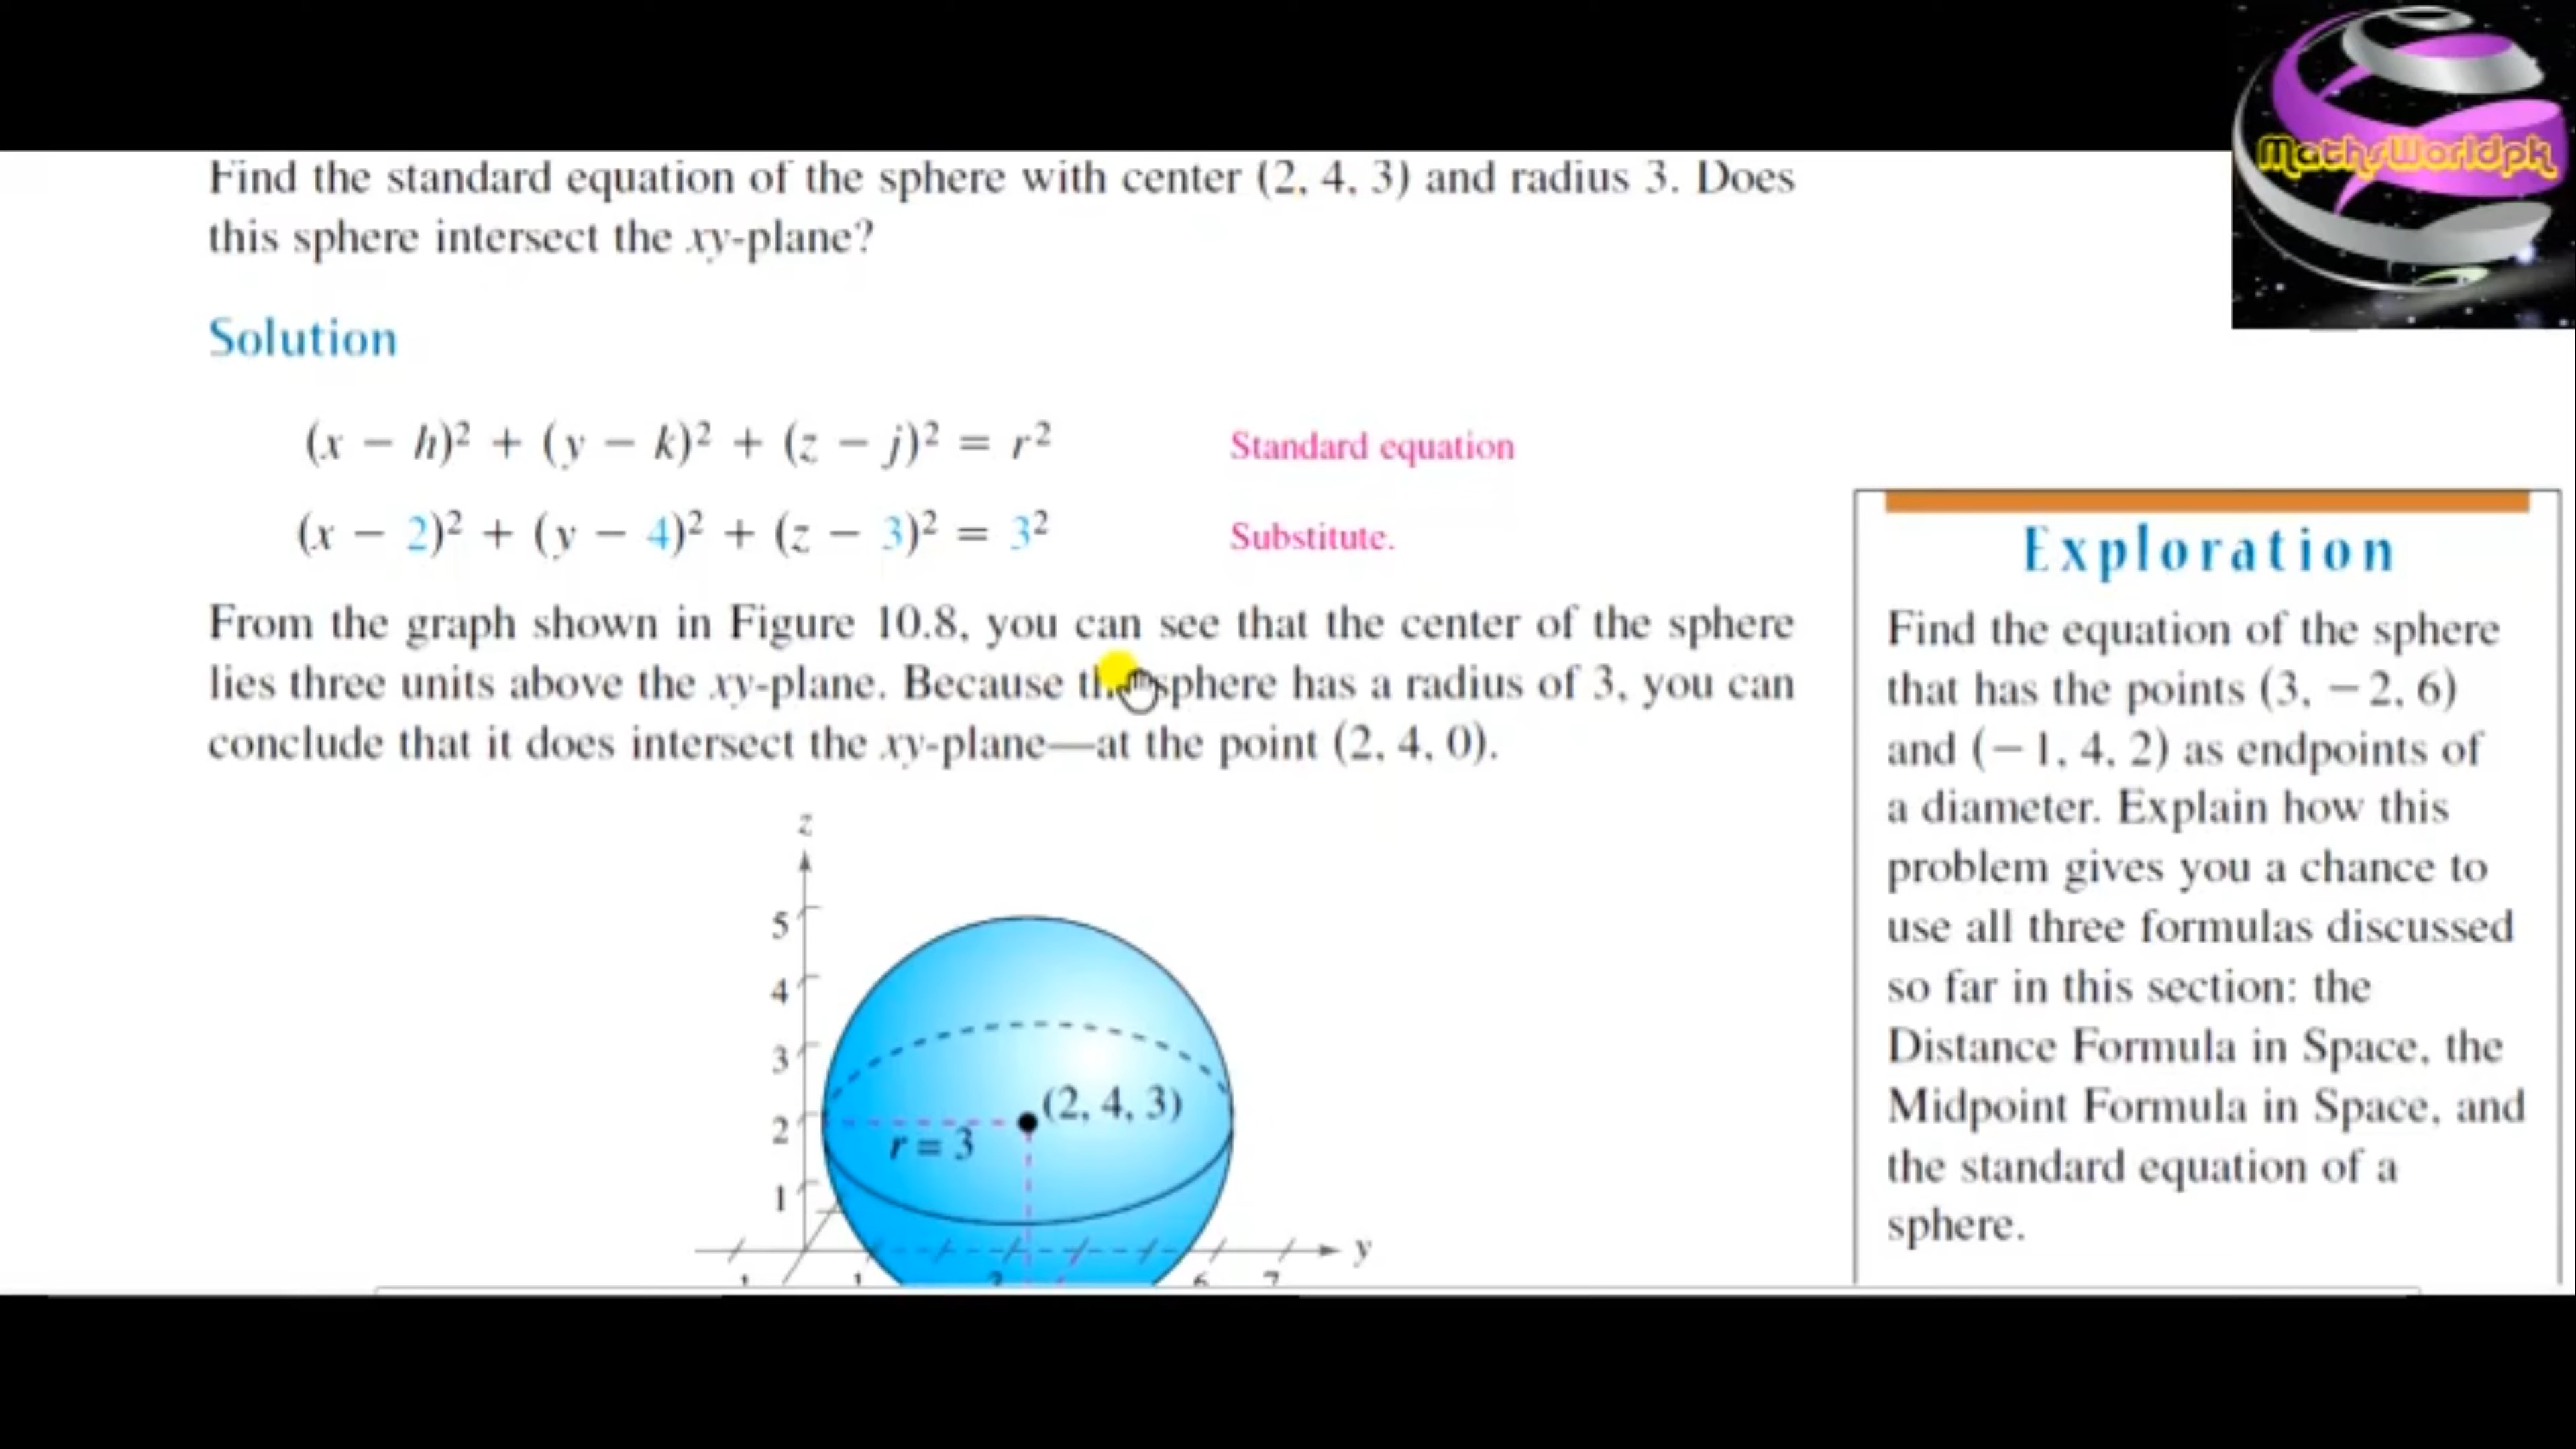 MathsWorldpk
Find the standard equation of the sphere with center (2, 4, 3) and radius 3. Does
this sphere intersect the xy-plane?
Solution
(x − h)² + (y − k)² + (z − j)² = r² Standard equation
(x − 2)² + (y − 4)² + (z − 3)² = 3² Substitute.
From the graph shown in Figure 10.8, you can see that the center of the sphere
lies three units above the xy-plane. Because sphere has a radius of 3, you can
conclude that it does intersect the xy-plane—at the point (2, 4, 0).
z
5
4
3
(2, 4, 3)
2
r = 3
1
y
1 1 6 7
Exploration
Find the equation of the sphere
that has the points (3, −2, 6)
and (−1, 4, 2) as endpoints of
a diameter. Explain how this
problem gives you a chance to
use all three formulas discussed
so far in this section: the
Distance Formula in Space, the
Midpoint Formula in Space, and
the standard equation of a
sphere.